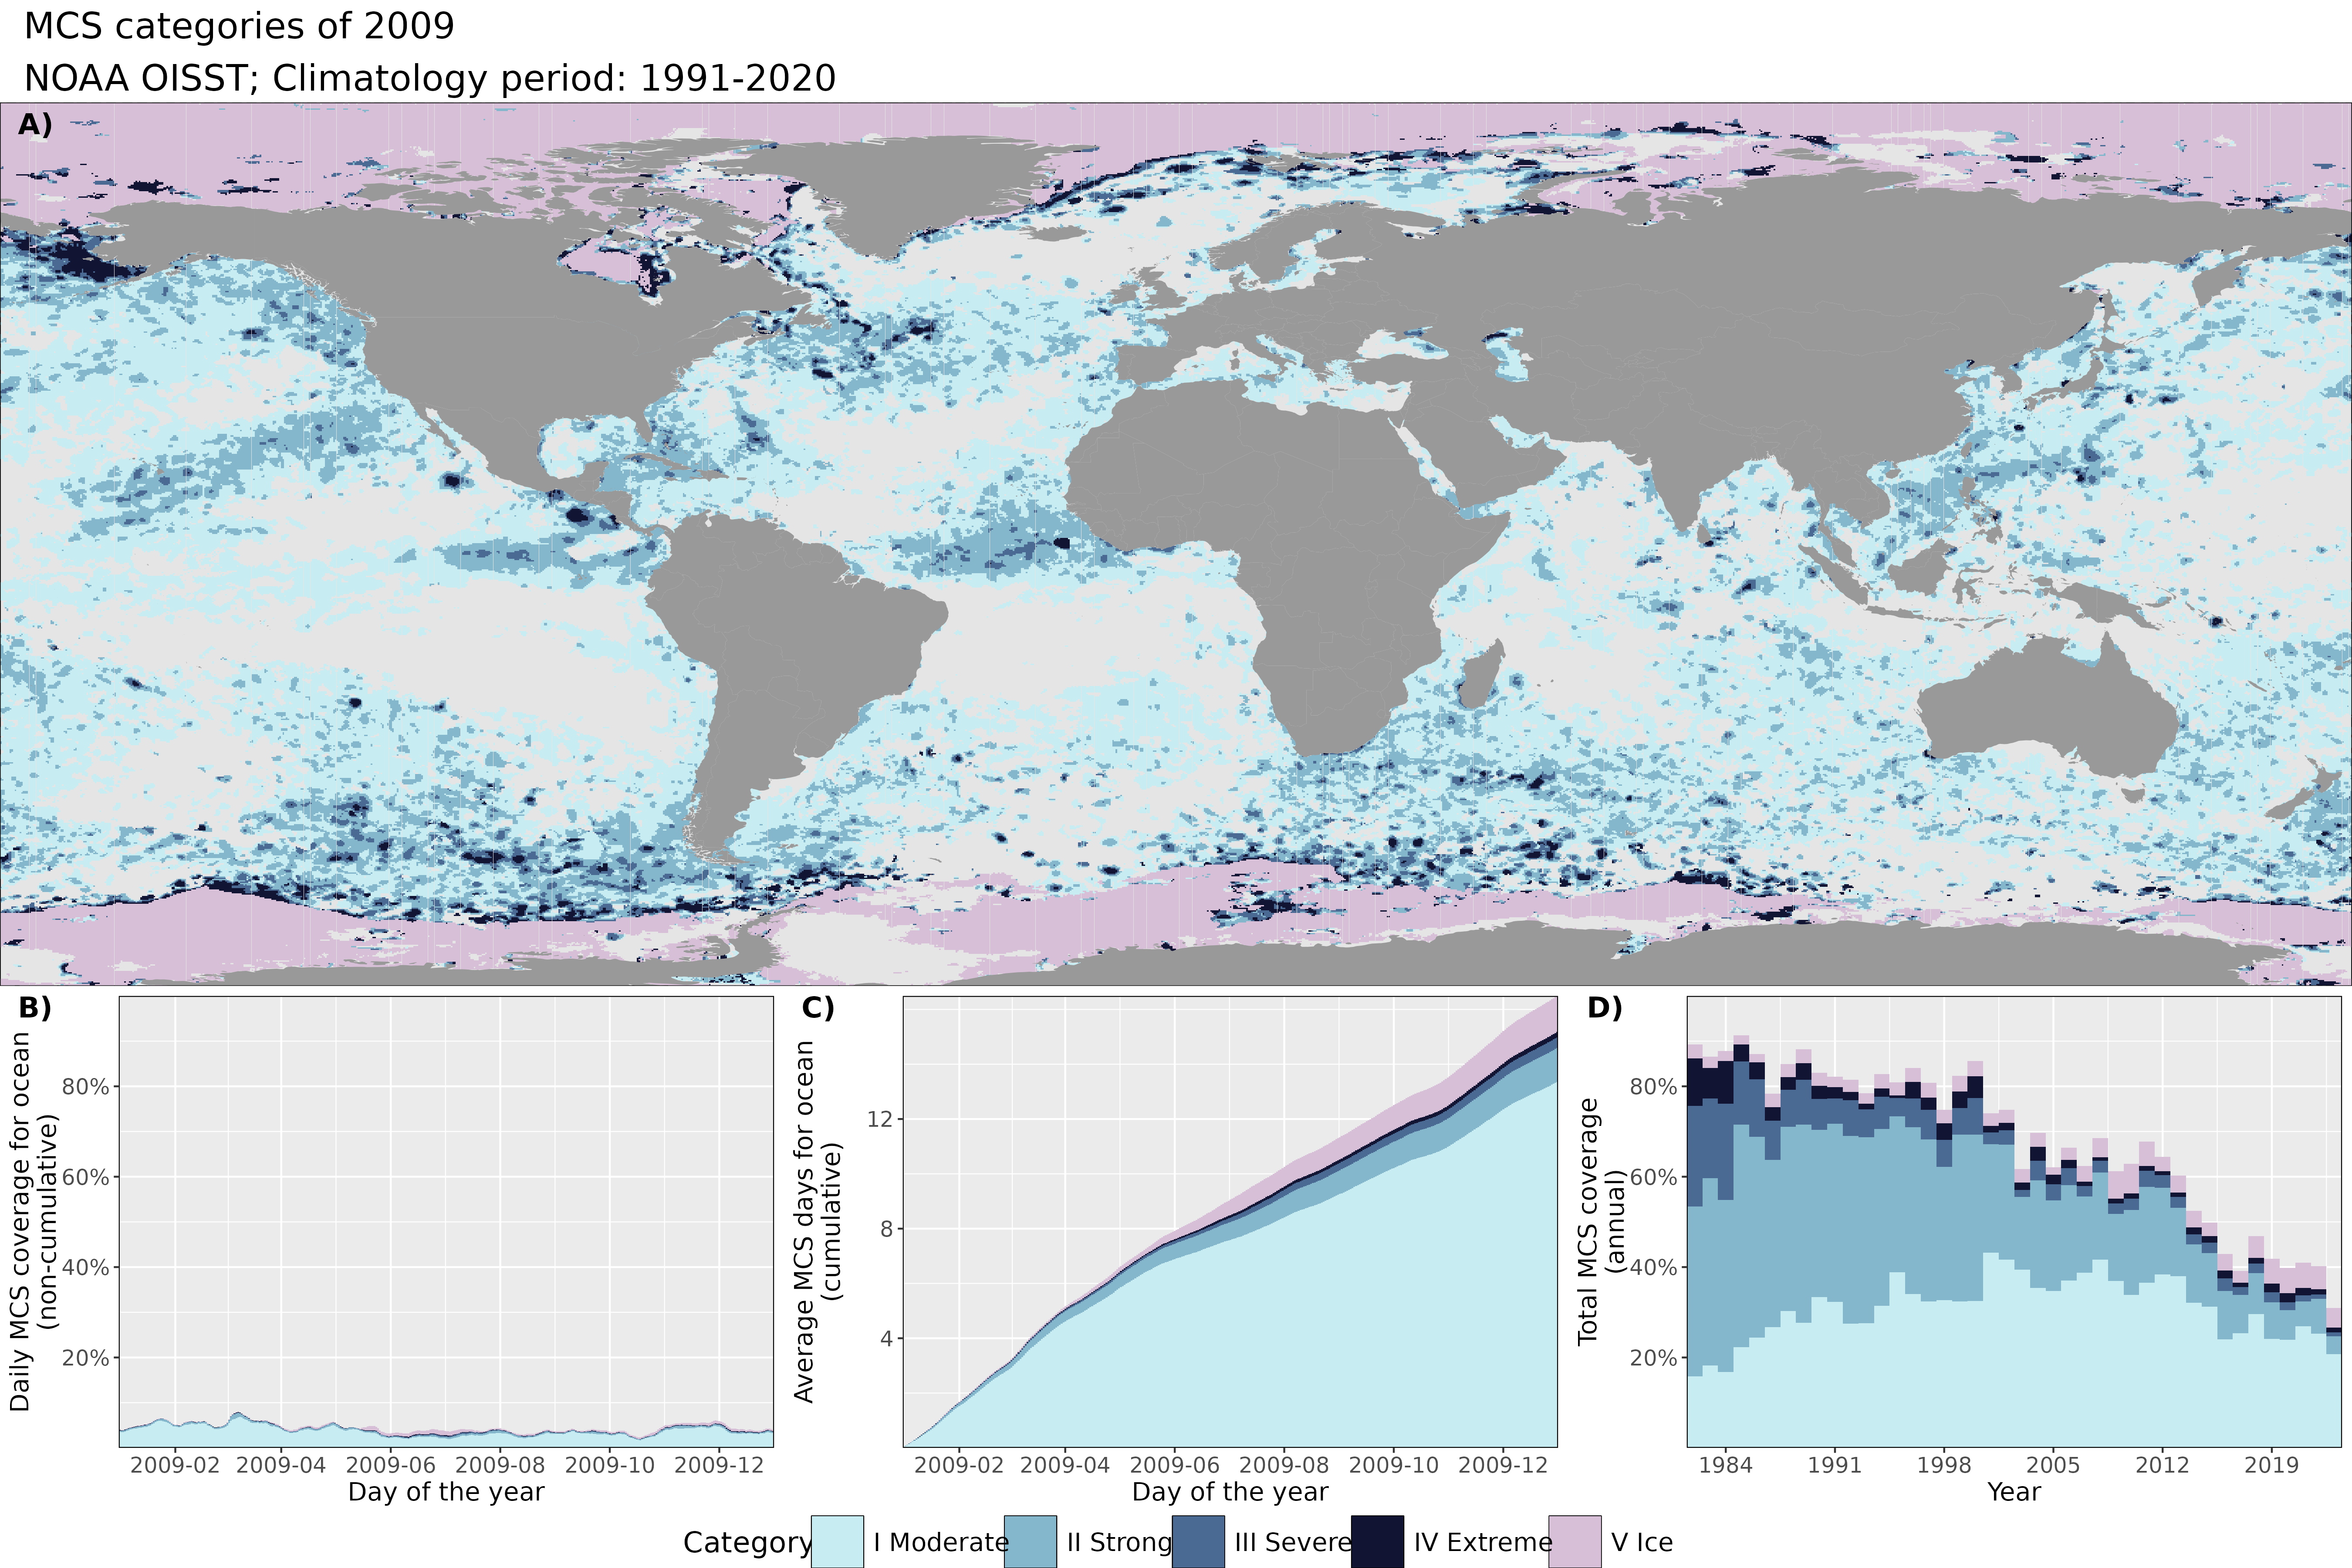 MCS categories of 2009
NOAA OISST; Climatology period: 1991-2020
A)
B)
Daily MCS coverage for ocean
(non-cumulative)
80%
60%
40%
20%
2009-02 2009-04 2009-06 2009-08 2009-10 2009-12
Day of the year
C)
Average MCS days for ocean
(cumulative)
12
8
4
2009-02 2009-04 2009-06 2009-08 2009-10 2009-12
Day of the year
D)
Total MCS coverage
(annual)
80%
60%
40%
20%
1984 1991 1998 2005 2012 2019
Year
Category I Moderate II Strong III Severe IV Extreme V Ice